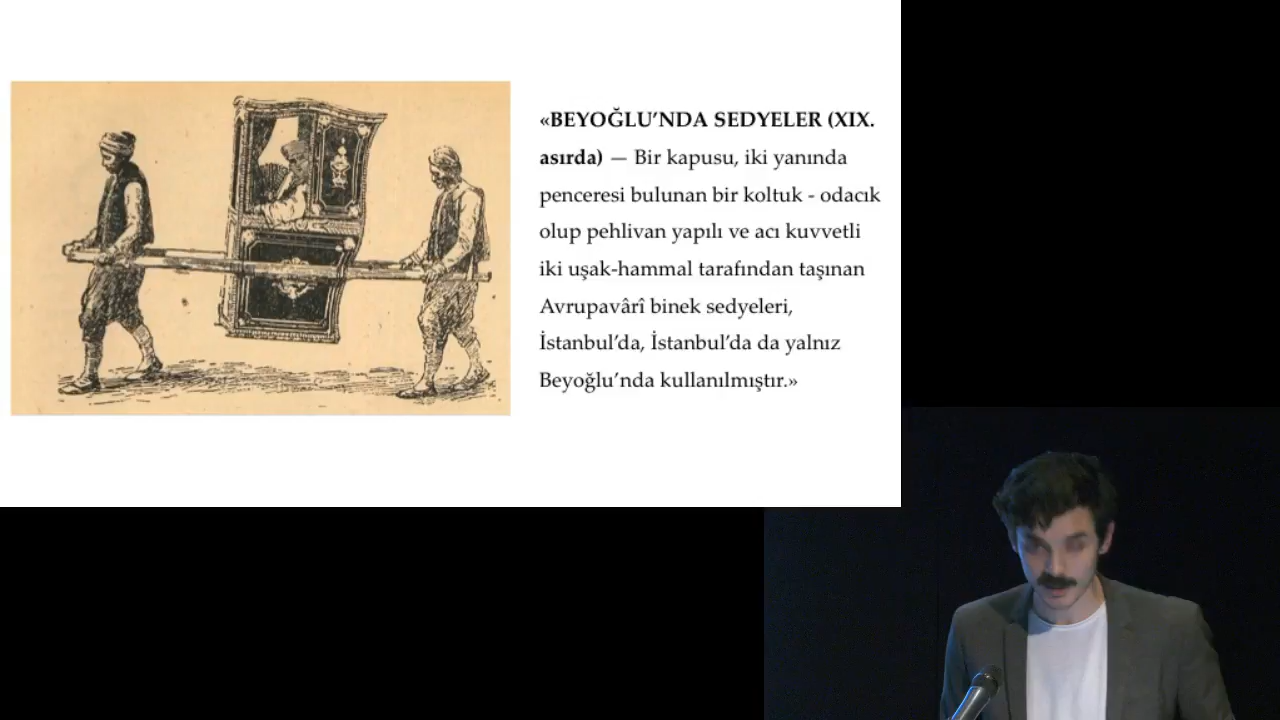 «BEYOĞLU’NDA SEDYELER (XIX.
asırda) — Bir kapusu, iki yanında
penceresi bulunan bir koltuk - odacık
olup pehlivan yapılı ve acı kuvvetli
iki uşak-hammal tarafından taşınan
Avrupavârî binek sedyeleri,
İstanbul’da, İstanbul’da da yalnız
Beyoğlu’nda kullanılmıştır.»